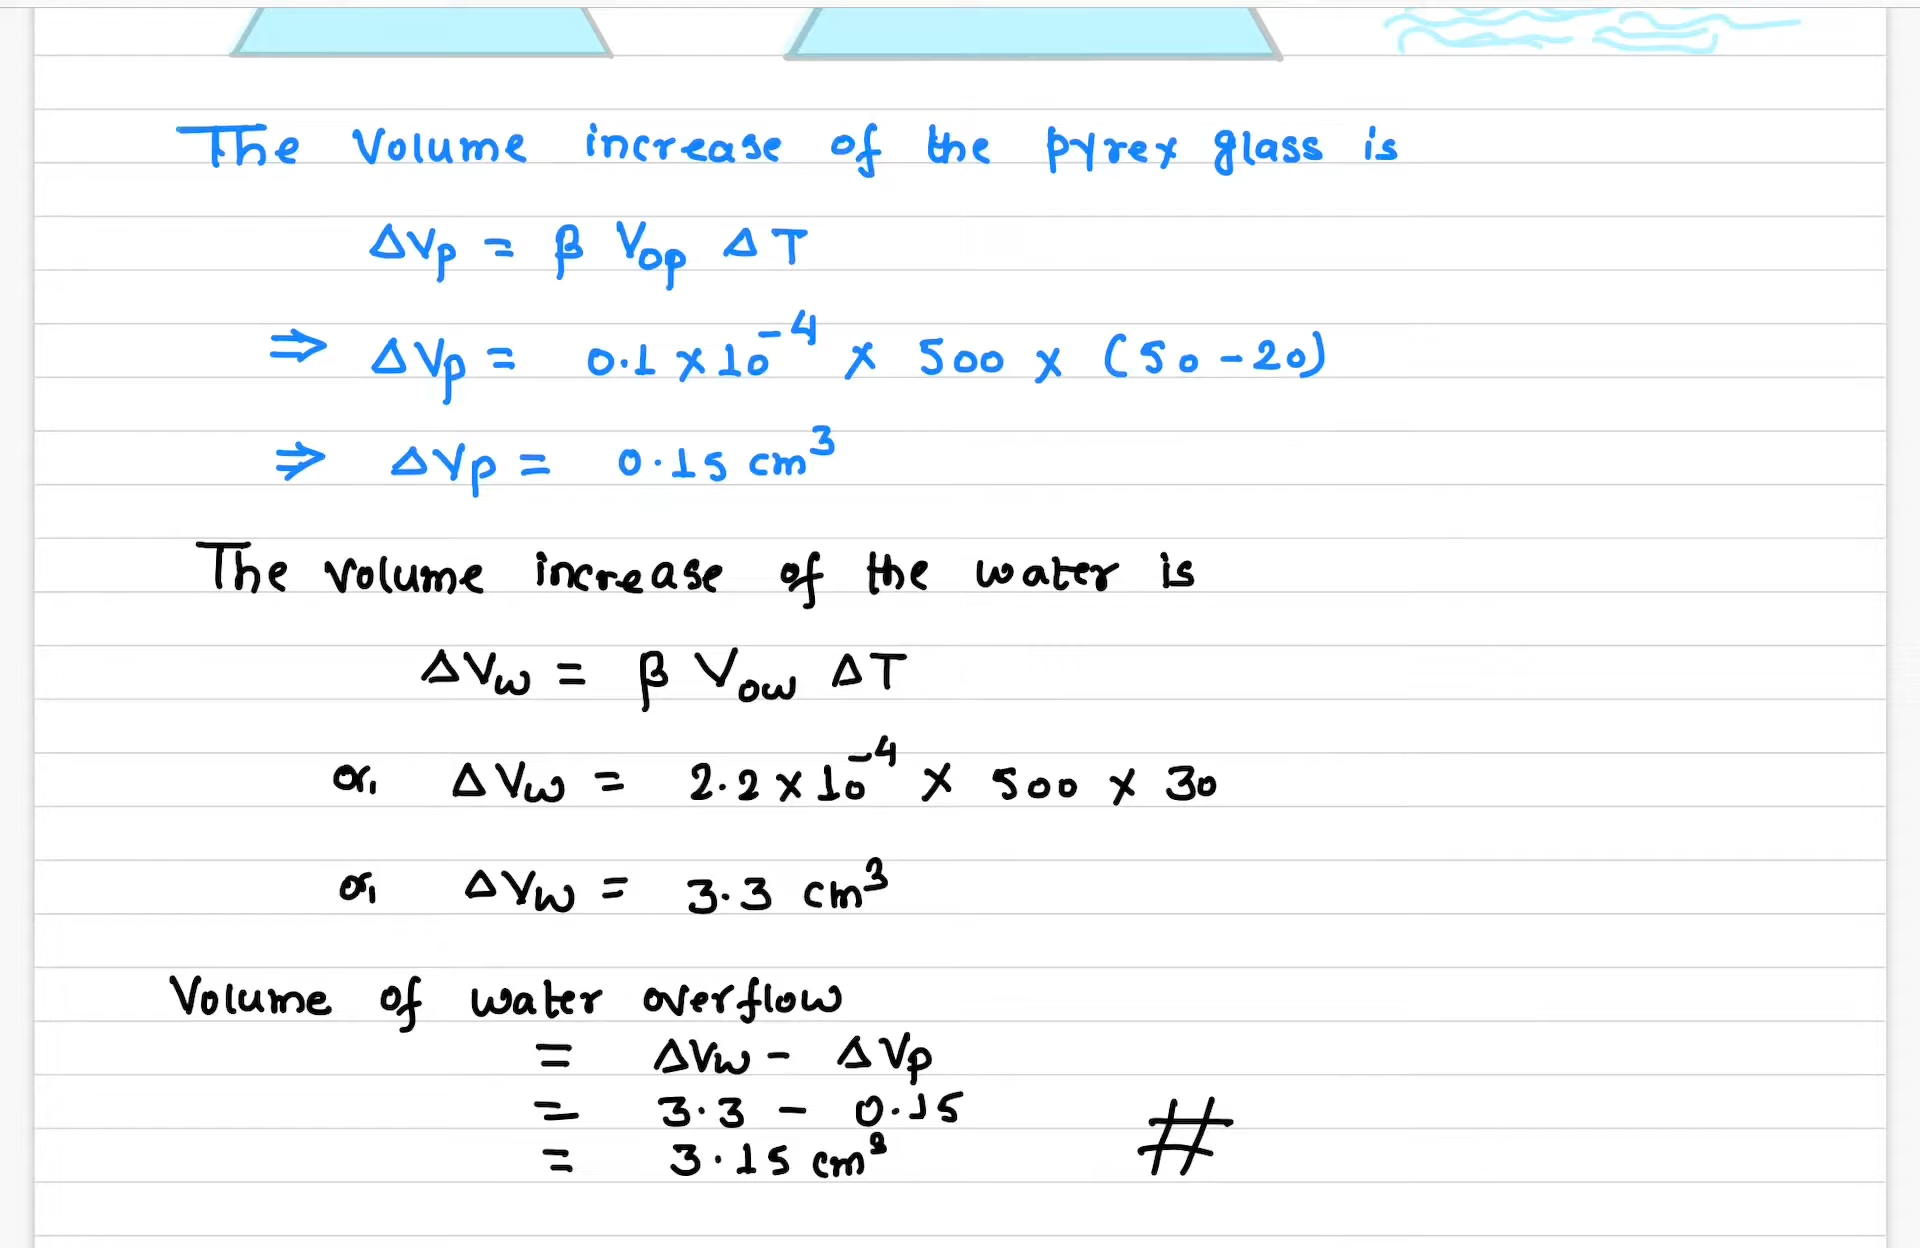 The Volume increase of the pyrex glass is
ΔVp = β Vop ΔT
⇒ ΔVp = 0.1 × 10⁻⁴ × 500 × (50 - 20)
⇒ ΔVp = 0.15 cm³
The volume increase of the water is
ΔVw = β Vow ΔT
or, ΔVw = 2.2 × 10⁻⁴ × 500 × 30
or, ΔVw = 3.3 cm³
Volume of water overflow
= ΔVw - ΔVp
= 3.3 - 0.15
= 3.15 cm³ #